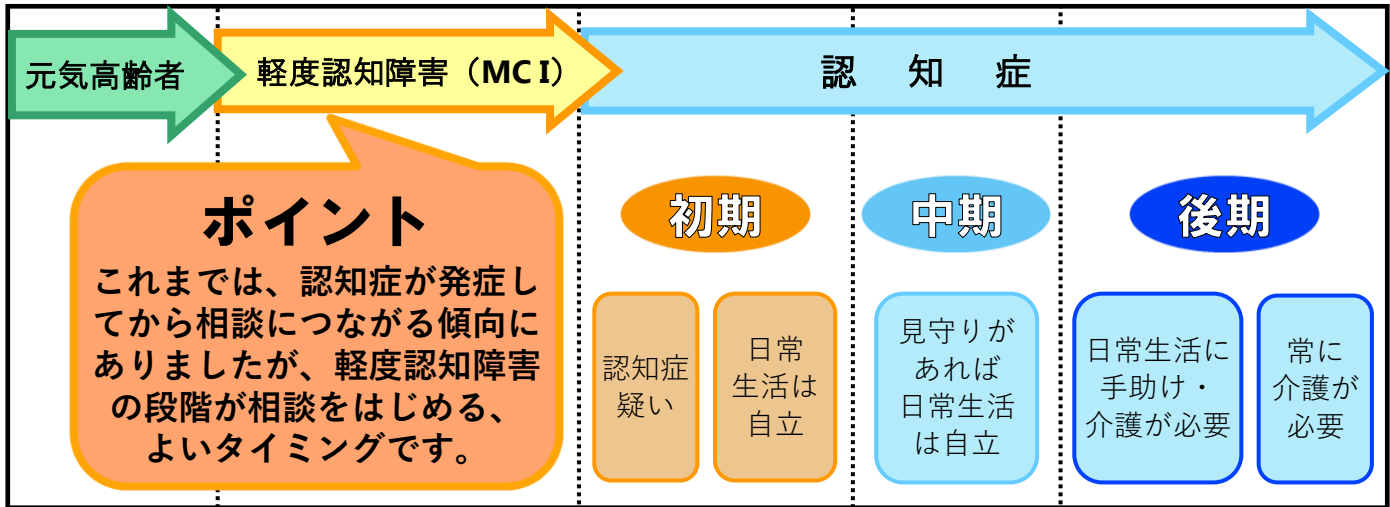 元気高齢者
軽度認知障害（MCI）
認知症
ポイント
これまでは、認知症が発症し
てから相談につながる傾向に
ありましたが、軽度認知障害
の段階が相談をはじめる、
よいタイミングです。
初期
認知症
疑い
日常
生活は
自立
中期
見守りが
あれば
日常生活
は自立
後期
日常生活に
手助け・
介護が必要
常に
介護が
必要